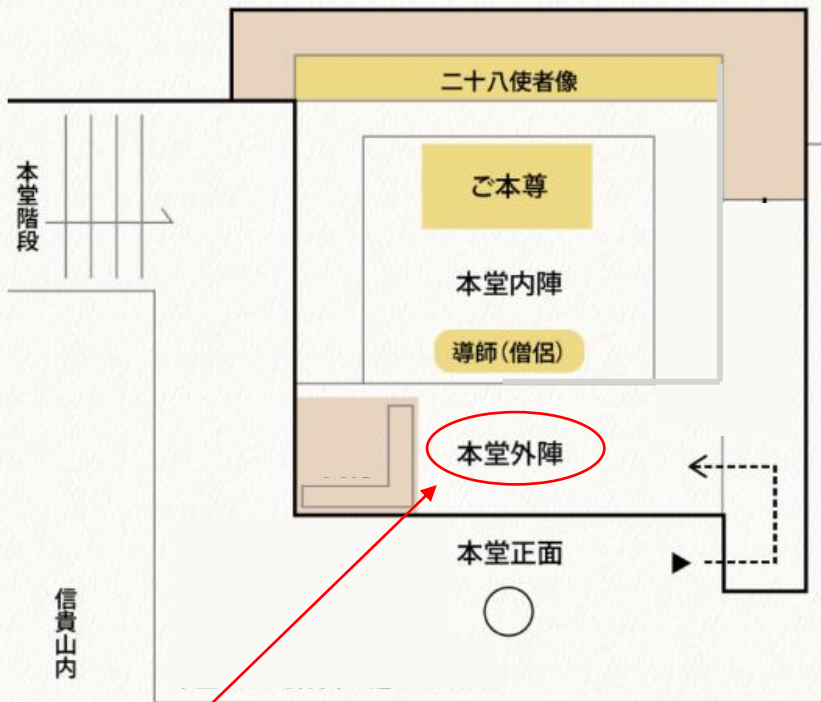 二十八使者像
ご本尊
本堂階段
本堂内陣
導師(僧侶)
本堂外陣
本堂正面
信貴山内